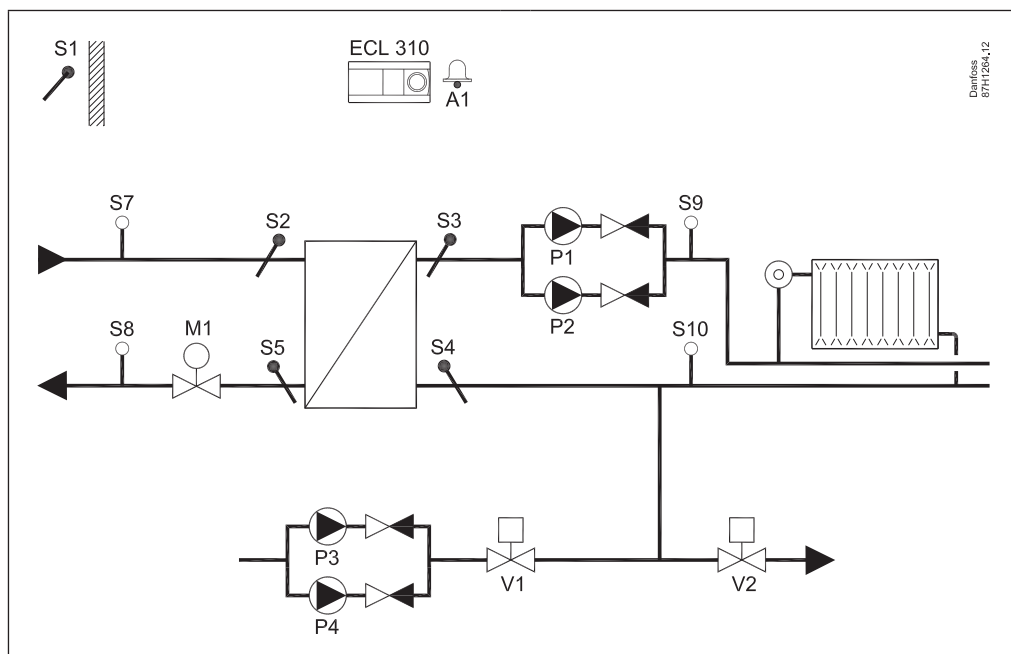 S1
ECL 310
A1
Danfoss
87H1264.12
S7
S2
S3
P1
S9
P2
S8
M1
S5
S4
S10
P3
V1
V2
P4